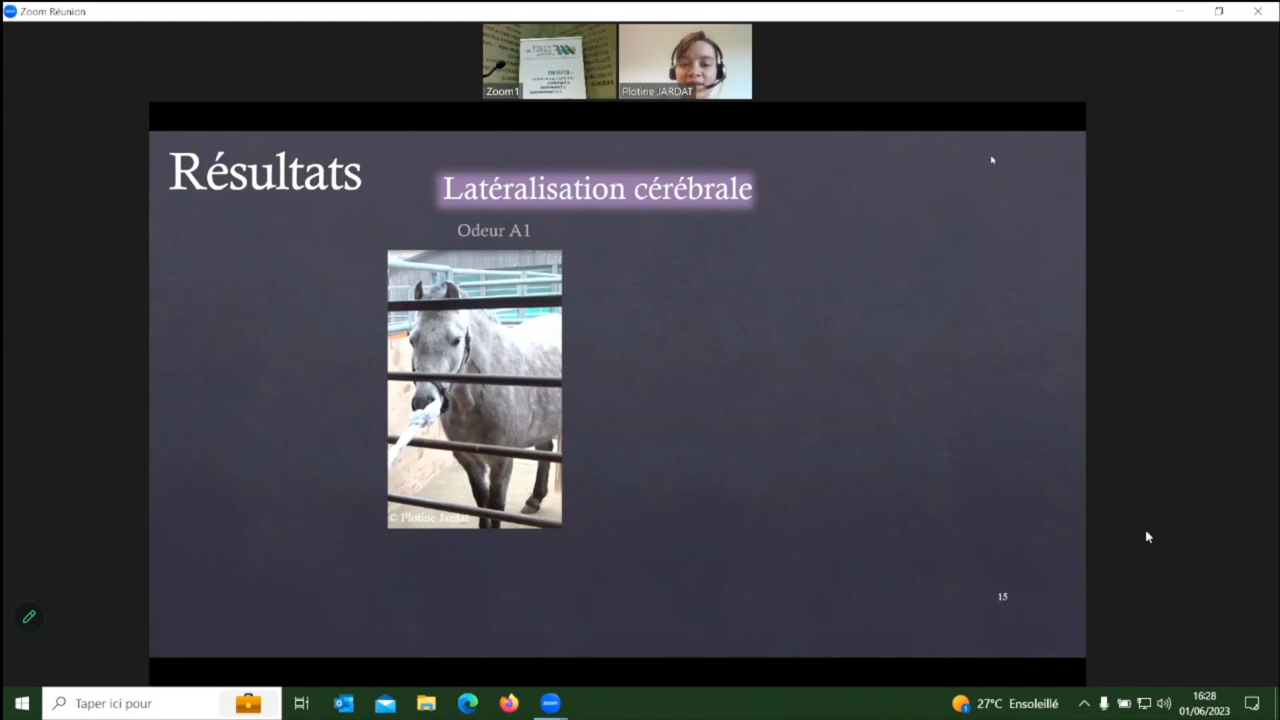 Zoom Réunion
Zoom1
Plotine JARDAT
Résultats
Latéralisation cérébrale
Odeur A1
© Plotine Jardat
15
Taper ici pour
zoom
27°C Ensoleillé
16:28
01/06/2023